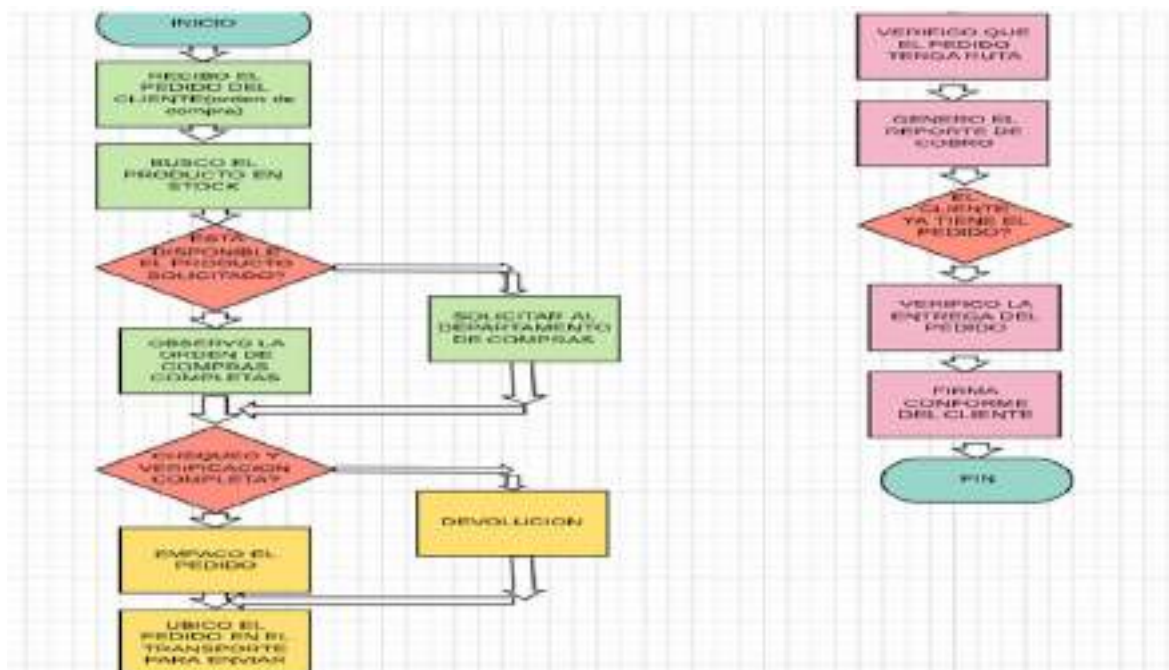 INICIO
RECIBO EL
PEDIDO DEL
CLIENTE(orden de
compra)
BUSCO EL
PRODUCTO EN
STOCK
ESTA
DISPONIBLE
EL PRODUCTO
SOLICITADO?
SOLICITAR AL
DEPARTAMENTO
DE COMPRAS
OBSERVO LA
ORDEN DE
COMPRAS
COMPLETAS
CHEQUEO Y
VERIFICACION
COMPLETA?
DEVOLUCION
EMPACO EL
PEDIDO
UBICO EL
PEDIDO EN EL
TRANSPORTE
PARA ENVIAR
VERIFICO QUE
EL PEDIDO
TENGA RUTA
GENERO EL
REPORTE DE
COBRO
EL
CLIENTE
YA TIENE EL
PEDIDO?
VERIFICO LA
ENTREGA DEL
PEDIDO
FIRMA
CONFORME
DEL CLIENTE
FIN